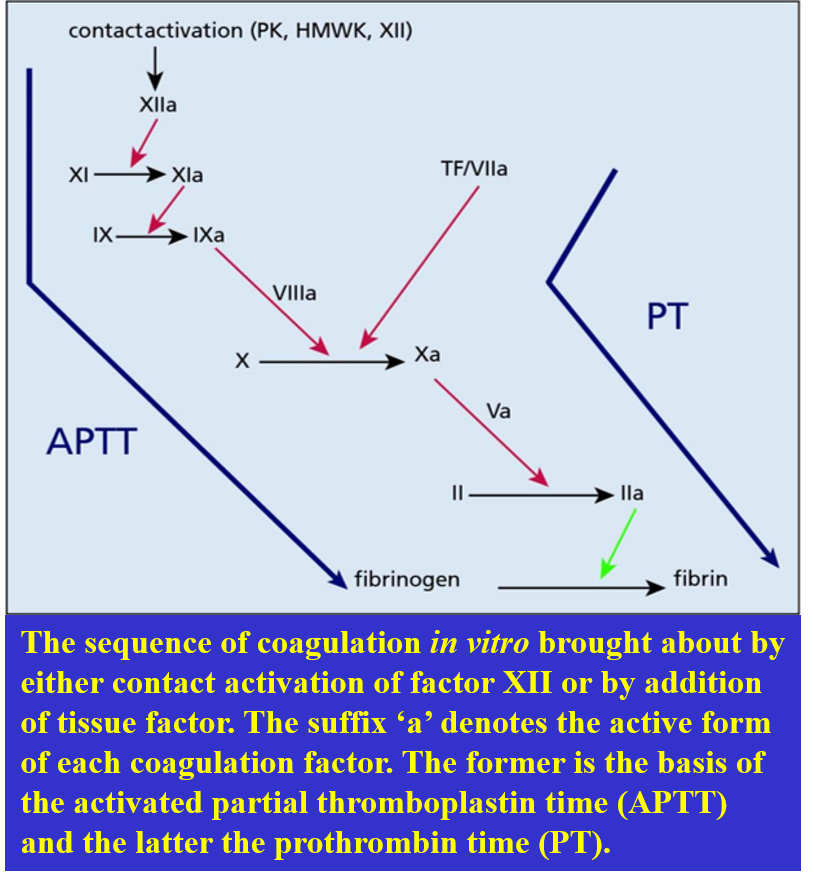 contactactivation (PK, HMWK, XII)
XIIa
XI XIa
TF/VIIa
IX IXa
VIIIa
PT
X Xa
Va
APTT
II IIa
fibrinogen fibrin
The sequence of coagulation in vitro brought about by
either contact activation of factor XII or by addition
of tissue factor. The suffix ‘a’ denotes the active form
of each coagulation factor. The former is the basis of
the activated partial thromboplastin time (APTT)
and the latter the prothrombin time (PT).